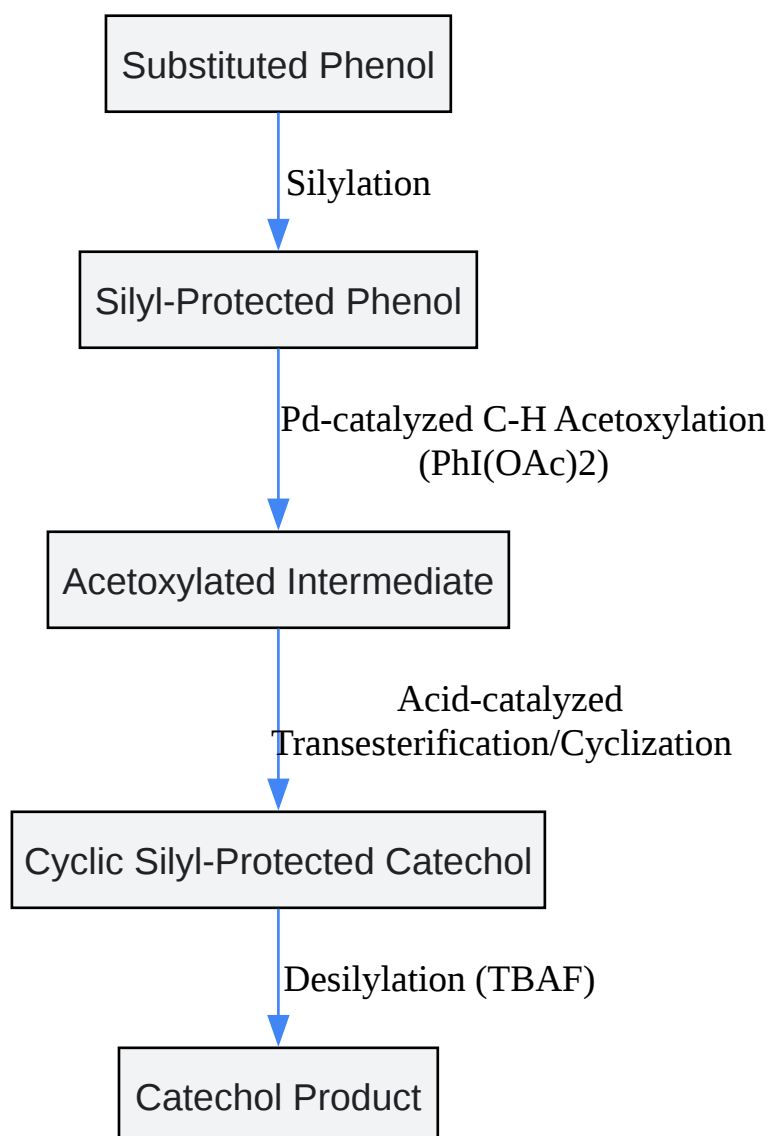 Substituted Phenol
Silylation
Silyl-Protected Phenol
Pd-catalyzed C-H Acetoxylation
(PhI(OAc)2)
Acetoxylated Intermediate
Acid-catalyzed
Transesterification/Cyclization
Cyclic Silyl-Protected Catechol
Desilylation (TBAF)
Catechol Product